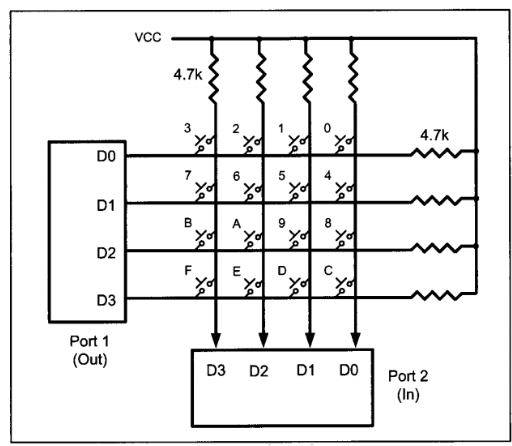 VCC
4.7k
3 2 1 0
4.7k
D0
7 6 5 4
D1
B A 9 8
D2
F E D C
D3
Port 1
(Out)
D3 D2 D1 D0
Port 2
(In)